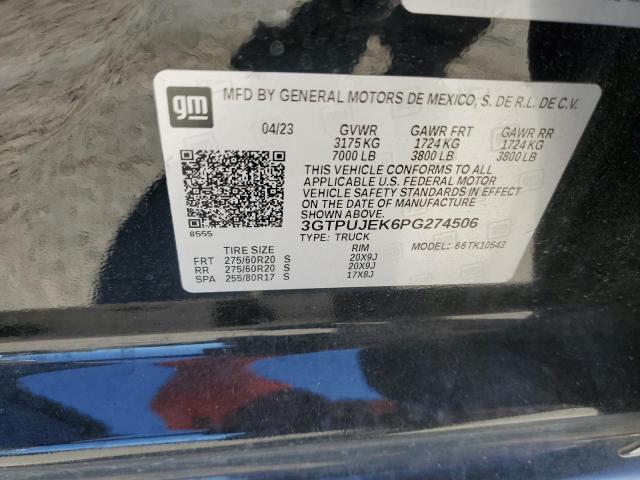 gm
MFD BY GENERAL MOTORS DE MEXICO, S. DE R.L. DE C.V.
04/23 GVWR GAWR FRT GAWR RR
3175 KG 1724 KG 1724 KG
7000 LB 3800 LB 3800 LB
THIS VEHICLE CONFORMS TO ALL
APPLICABLE U.S. FEDERAL MOTOR
VEHICLE SAFETY STANDARDS IN EFFECT
ON THE DATE OF MANUFACTURE
SHOWN ABOVE.
3GTPUJEK6PG274506
8555
TYPE: TRUCK MODEL: 66TK10543
TIRE SIZE RIM
FRT 275/60R20 S 20X9J
RR 275/60R20 S 20X9J
SPA 255/80R17 S 17X8J